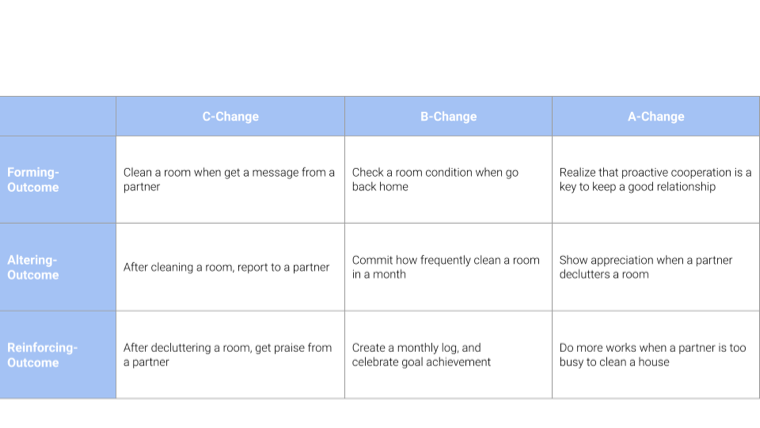 C-Change
B-Change
A-Change
Forming-
Outcome
Clean a room when get a message from a
partner
Check a room condition when go
back home
Realize that proactive cooperation is a
key to keep a good relationship
Altering-
Outcome
After cleaning a room, report to a partner
Commit how frequently clean a room
in a month
Show appreciation when a partner
declutters a room
Reinforcing-
Outcome
After decluttering a room, get praise from
a partner
Create a monthly log, and
celebrate goal achievement
Do more works when a partner is too
busy to clean a house